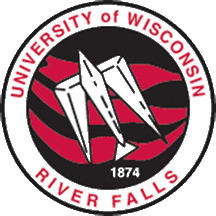 UNIVERSITY of WISCONSIN
1874
RIVER FALLS